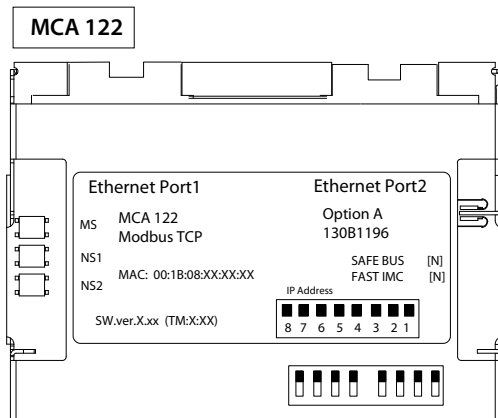 MCA 122
Ethernet Port1 Ethernet Port2
MS MCA 122 Option A
Modbus TCP 130B1196
NS1 SAFE BUS [N]
MAC: 00:1B:08:XX:XX:XX FAST IMC [N]
NS2 IP Address
SW.ver.X.xx (TM:X:XX) 8 7 6 5 4 3 2 1